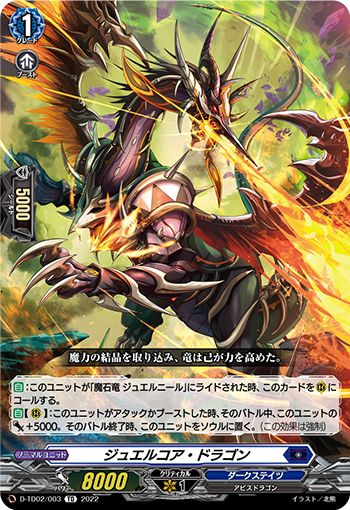 1
グレード
ブースト
5000
シールド
魔力の結晶を取り込み、竜は己が力を高めた。
自:このユニットが「魔石竜 ジュエルニール」にライドされた時、このカードを Ⓡ に
コールする。
自【Ⓡ】:このユニットがアタックかブーストした時、そのバトル中、このユニットの
+5000。そのバトル終了時、このユニットをソウルに置く。(この効果は強制)
ノーマルユニット
ジュエルコア・ドラゴン
パワー
8000
クリティカル
1
ダークステイツ
アビスドラゴン
D-TD02/003 TD 2022
イラスト/北熊